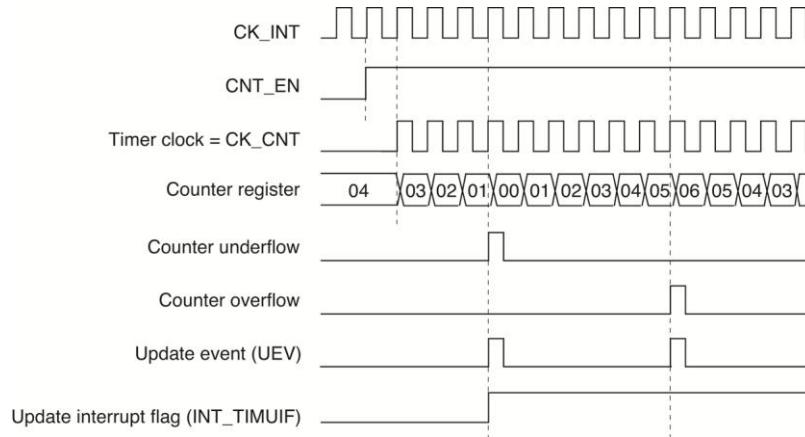 CK_INT
CNT_EN
Timer clock = CK_CNT
Counter register 04 03 02 01 00 01 02 03 04 05 06 05 04 03
Counter underflow
Counter overflow
Update event (UEV)
Update interrupt flag (INT_TIMUIF)